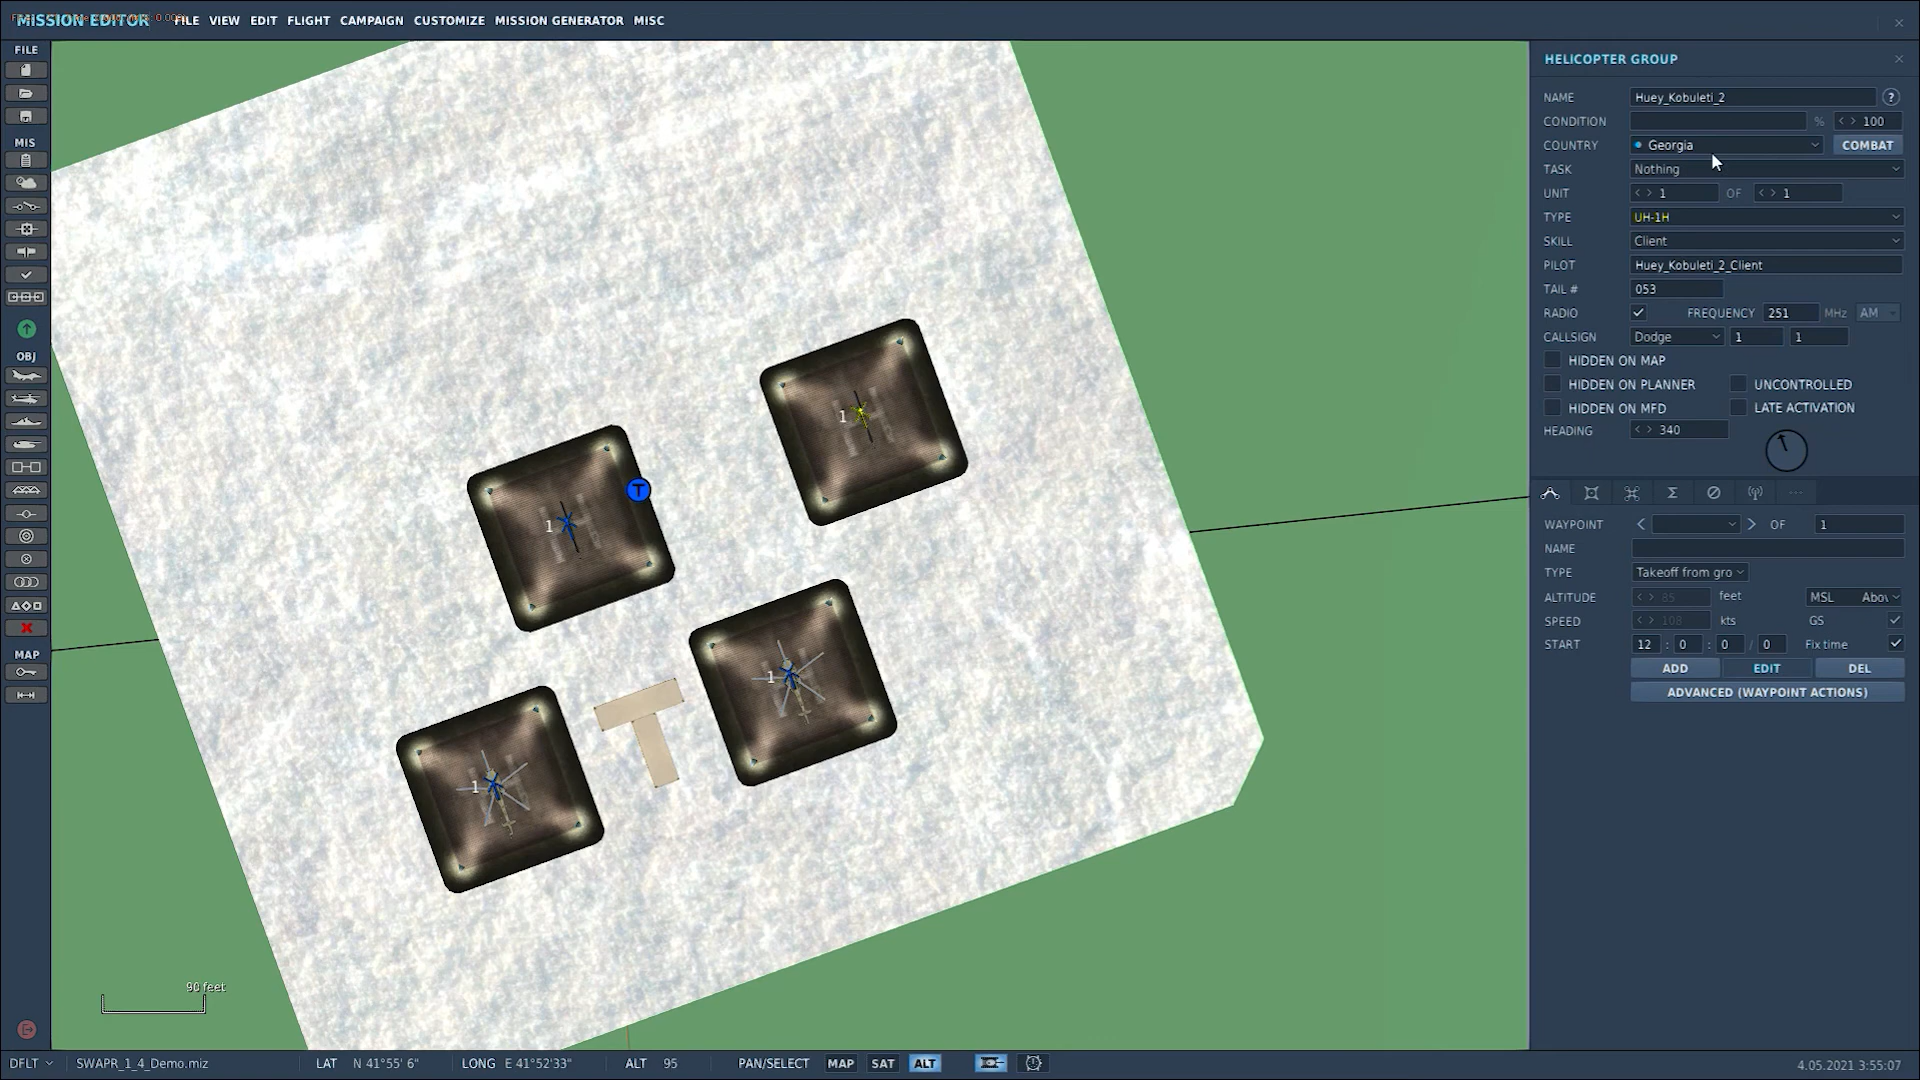 MISSION EDITOR FILE VIEW EDIT FLIGHT CAMPAIGN CUSTOMIZE MISSION GENERATOR MISC
FILE
MIS
OBJ
MAP
1
1
1
1
T
H
H
90 feet
HELICOPTER GROUP
NAME Huey_Kobuleti_2 ?
CONDITION % < > 100
COUNTRY Georgia COMBAT
TASK Nothing
UNIT < > 1 OF < > 1
TYPE UH-1H
SKILL Client
PILOT Huey_Kobuleti_2_Client
TAIL # 053
RADIO FREQUENCY 251 MHz AM
CALLSIGN Dodge 1 1
HIDDEN ON MAP
HIDDEN ON PLANNER UNCONTROLLED
HIDDEN ON MFD LATE ACTIVATION
HEADING < > 340
WAYPOINT < > OF 1
NAME
TYPE Takeoff from gro
ALTITUDE < > 85 feet MSL Abov
SPEED < > 108 kts GS
START 12 : 0 : 0 / 0 Fix time
ADD EDIT DEL
ADVANCED (WAYPOINT ACTIONS)
DFLT SWAPR_1_4_Demo.miz LAT N 41°55' 6" LONG E 41°52'33" ALT 95 PAN/SELECT MAP SAT ALT 4.05.2021 3:55:07